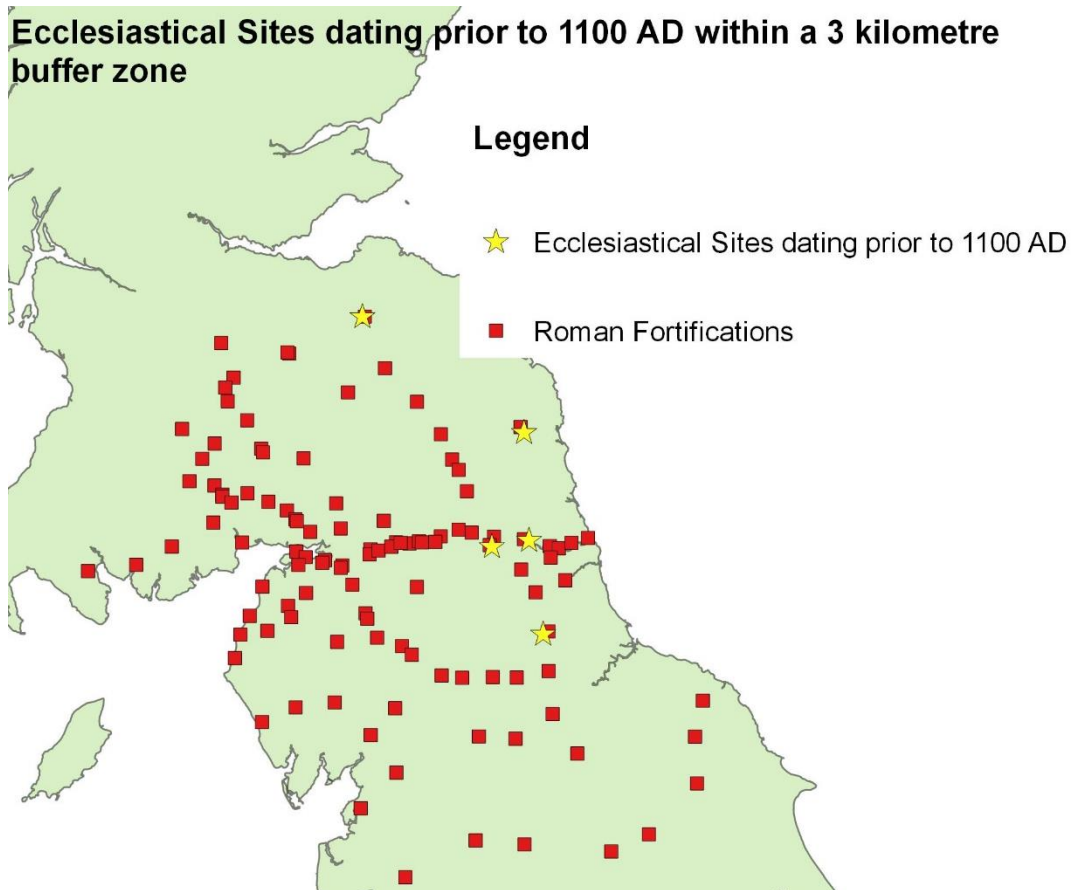 Ecclesiastical Sites dating prior to 1100 AD within a 3 kilometre
buffer zone
Legend
Ecclesiastical Sites dating prior to 1100 AD
Roman Fortifications